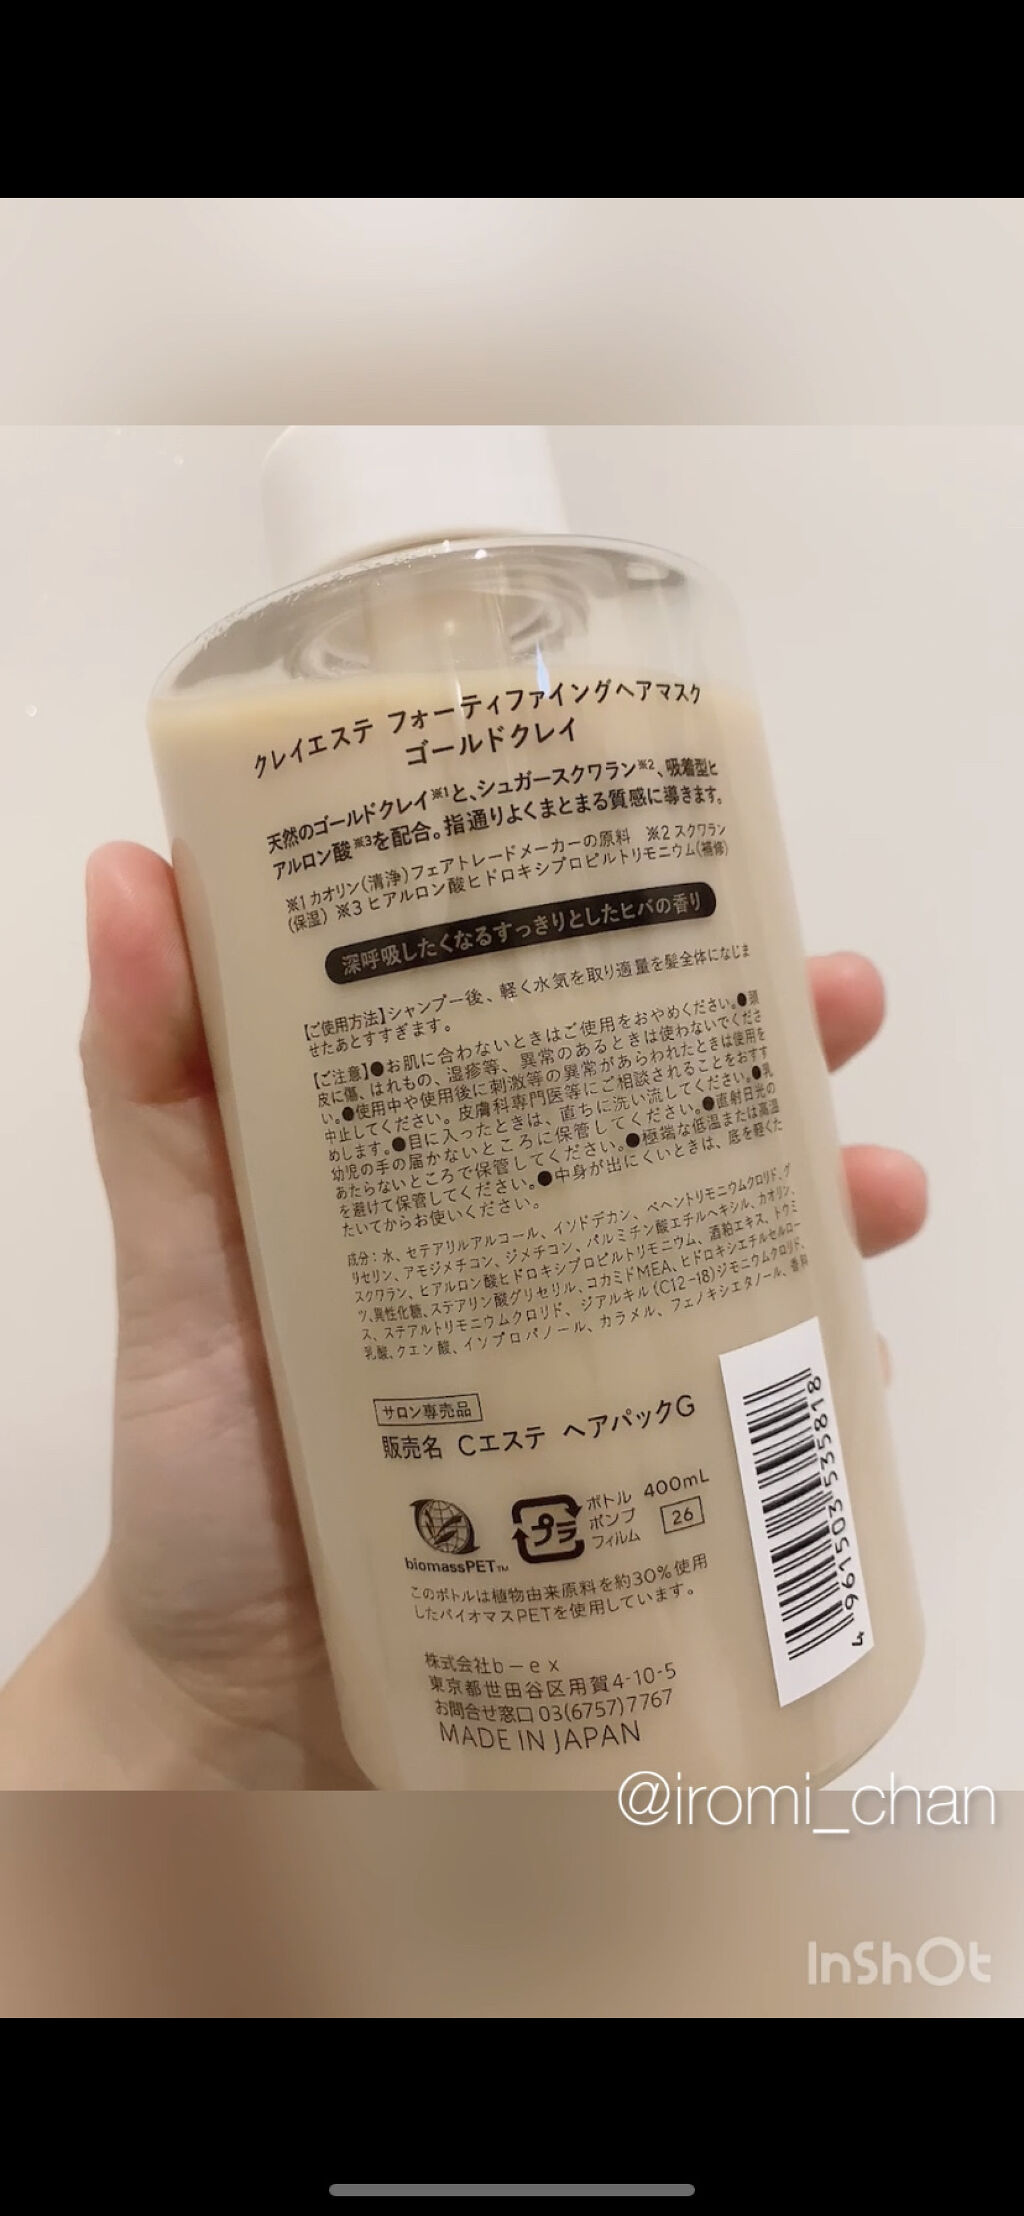 クレイエステ フォーティファイングヘアマスク
ゴールドクレイ
天然のゴールドクレイ※1と、シュガースクワラン※2、吸着型ヒ
アルロン酸※3を配合。指通りよくまとまる質感に導きます。
※1 カオリン(清浄)フェアトレードメーカーの原料 ※2 スクワラン
(保湿) ※3 ヒアルロン酸ヒドロキシプロピルトリモニウム(補修)
深呼吸したくなるすっきりとしたヒバの香り
【ご使用方法】シャンプー後、軽く水気を取り適量を髪全体になじま
せたあとすすぎます。
【ご注意】●お肌に合わないときはご使用をおやめください。●頭
皮に傷、はれもの、湿疹等、異常のあるときは使わないでくださ
い。●使用中や使用後に刺激等の異常があらわれたときは使用を
中止してください。皮膚科専門医等にご相談されることをおすす
めします。●目に入ったときは、直ちに洗い流してください。●乳
幼児の手の届かないところに保管してください。●直射日光の
あたらないところで保管してください。●極端な低温または高温
を避けて保管してください。●中身が出にくいときは、底を軽くた
たいてからお使いください。
成分：水、セテアリルアルコール、イソドデカン、ベヘントリモニウムクロリド、グ
リセリン、アモジメチコン、ジメチコン、パルミチン酸エチルヘキシル、カオリン、
スクワラン、ヒアルロン酸ヒドロキシプロピルトリモニウム、酒粕エキス、トウミ
ツ、異性化糖、ステアリン酸グリセリル、コカミドMEA、ヒドロキシエチルセルロー
ス、ステアルトリモニウムクロリド、ジアルキル(C12-18)ジモニウムクロリド、
乳酸、クエン酸、イソプロパノール、カラメル、フェノキシエタノール、香料
サロン専売品
販売名 Cエステ ヘアパックG
biomassPET™
プラ
ボトル
ポンプ
フィルム
400mL
26
このボトルは植物由来原料を約30%使用
したバイオマスPETを使用しています。
株式会社b-ex
東京都世田谷区用賀4-10-5
お問合せ窓口 03(6757)7767
MADE IN JAPAN
4 961503 535818
@iromi_chan
InShOt